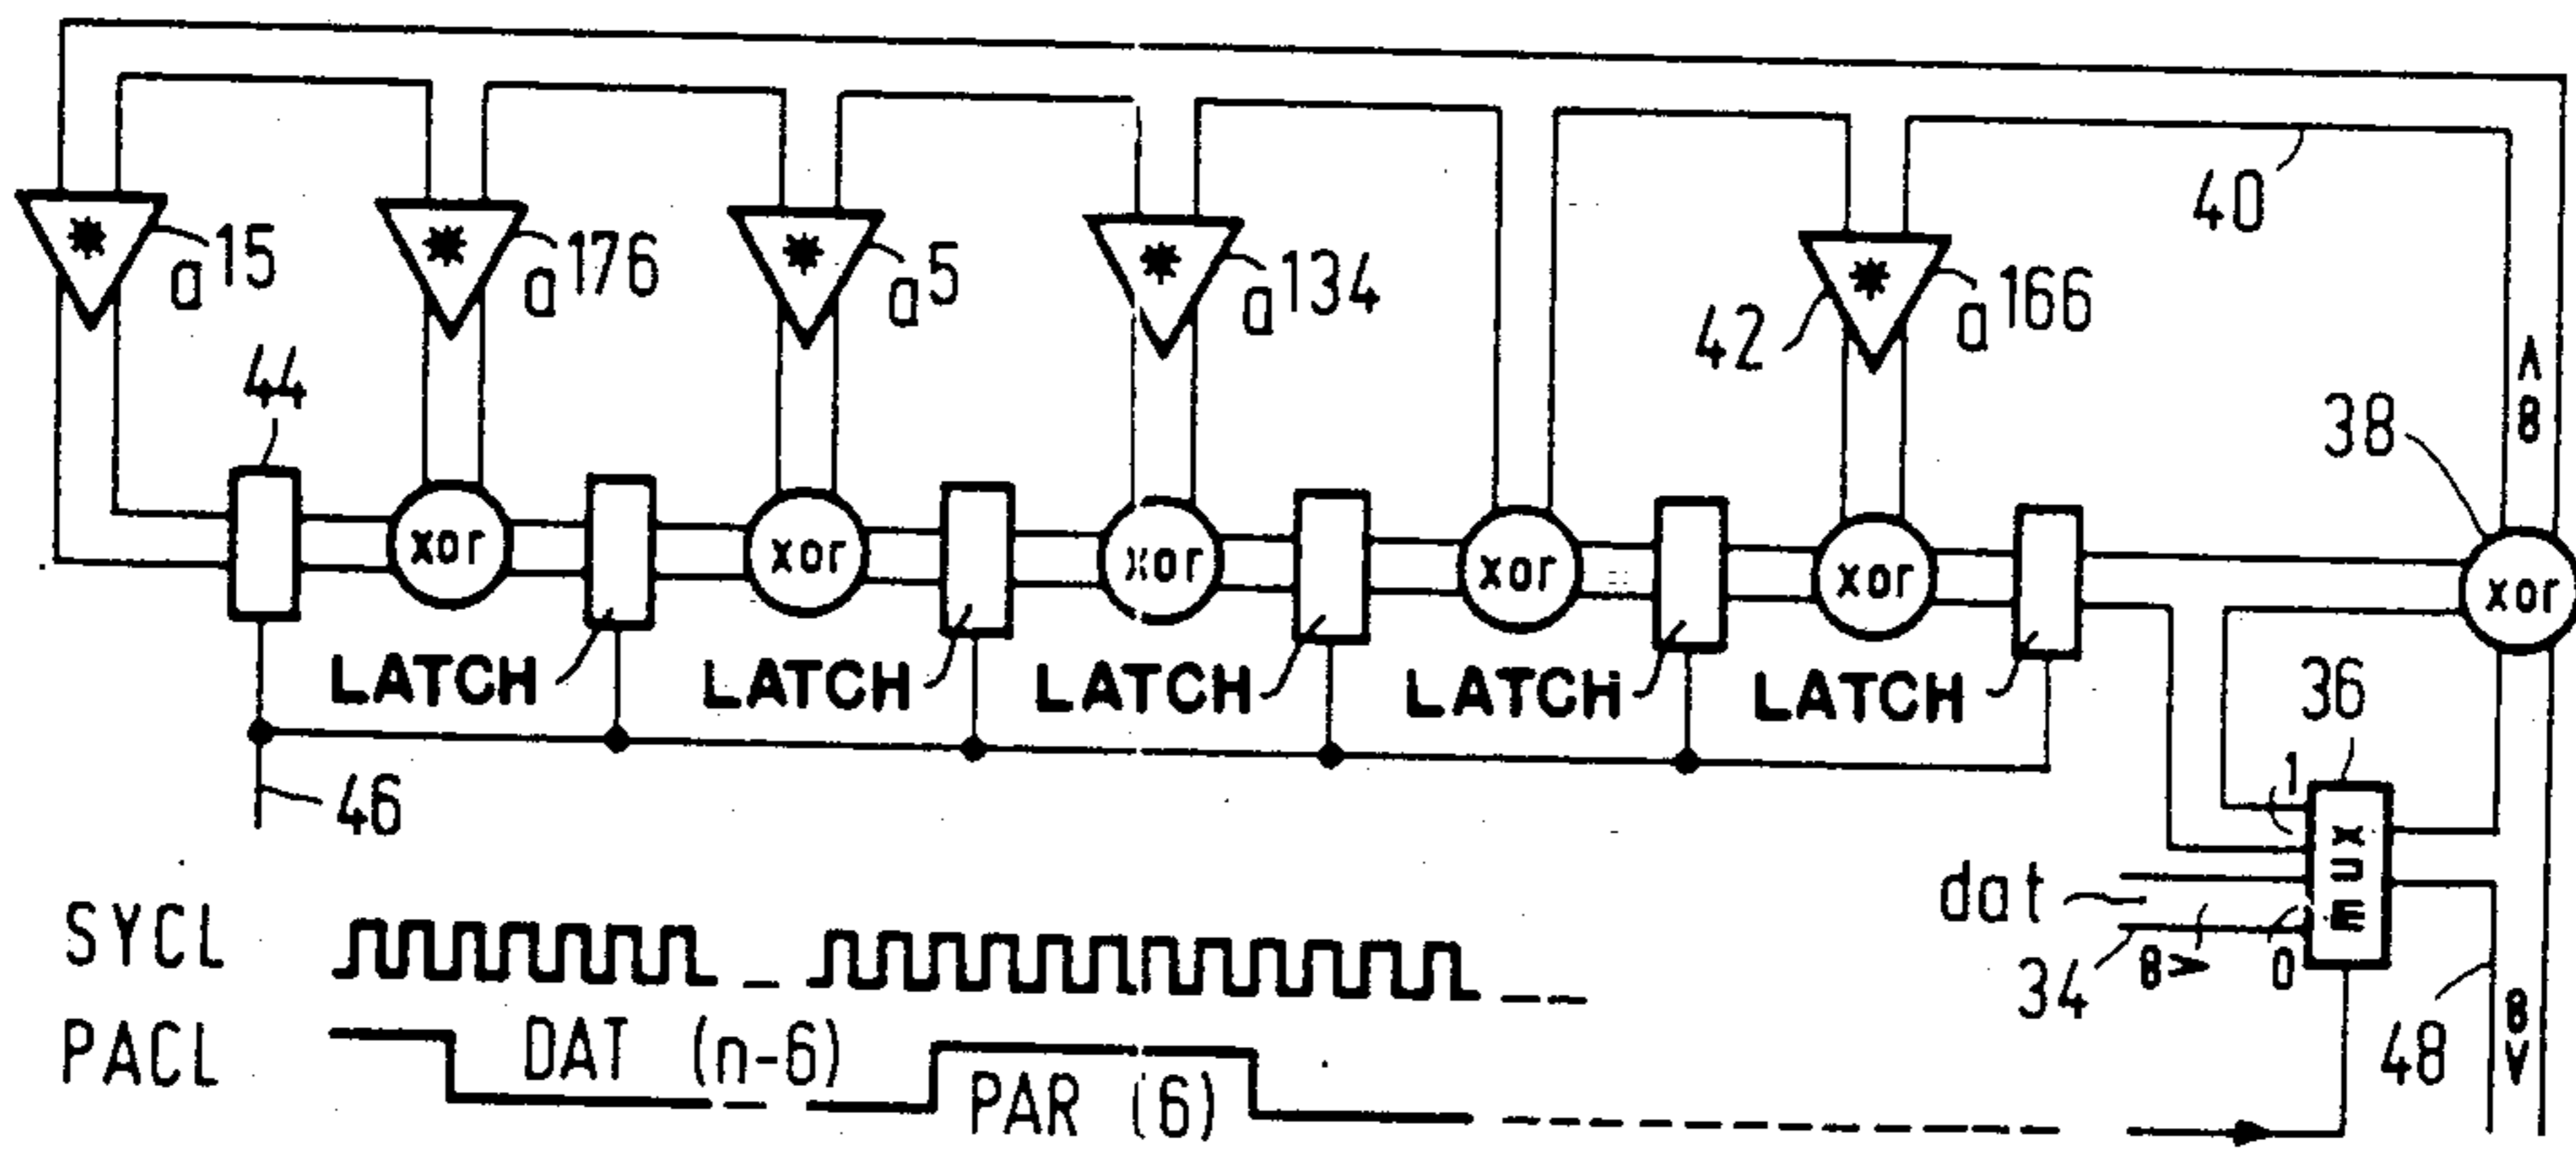 * a15 * a176 * a5 * a134 42 * a166 40
44 38 8
xor xor xor xor xor xor
LATCH LATCH LATCH LATCH LATCH
46 36
1
mux
dat
34 8> 0
48 8
SYCL
PACL DAT (n-6) PAR (6)